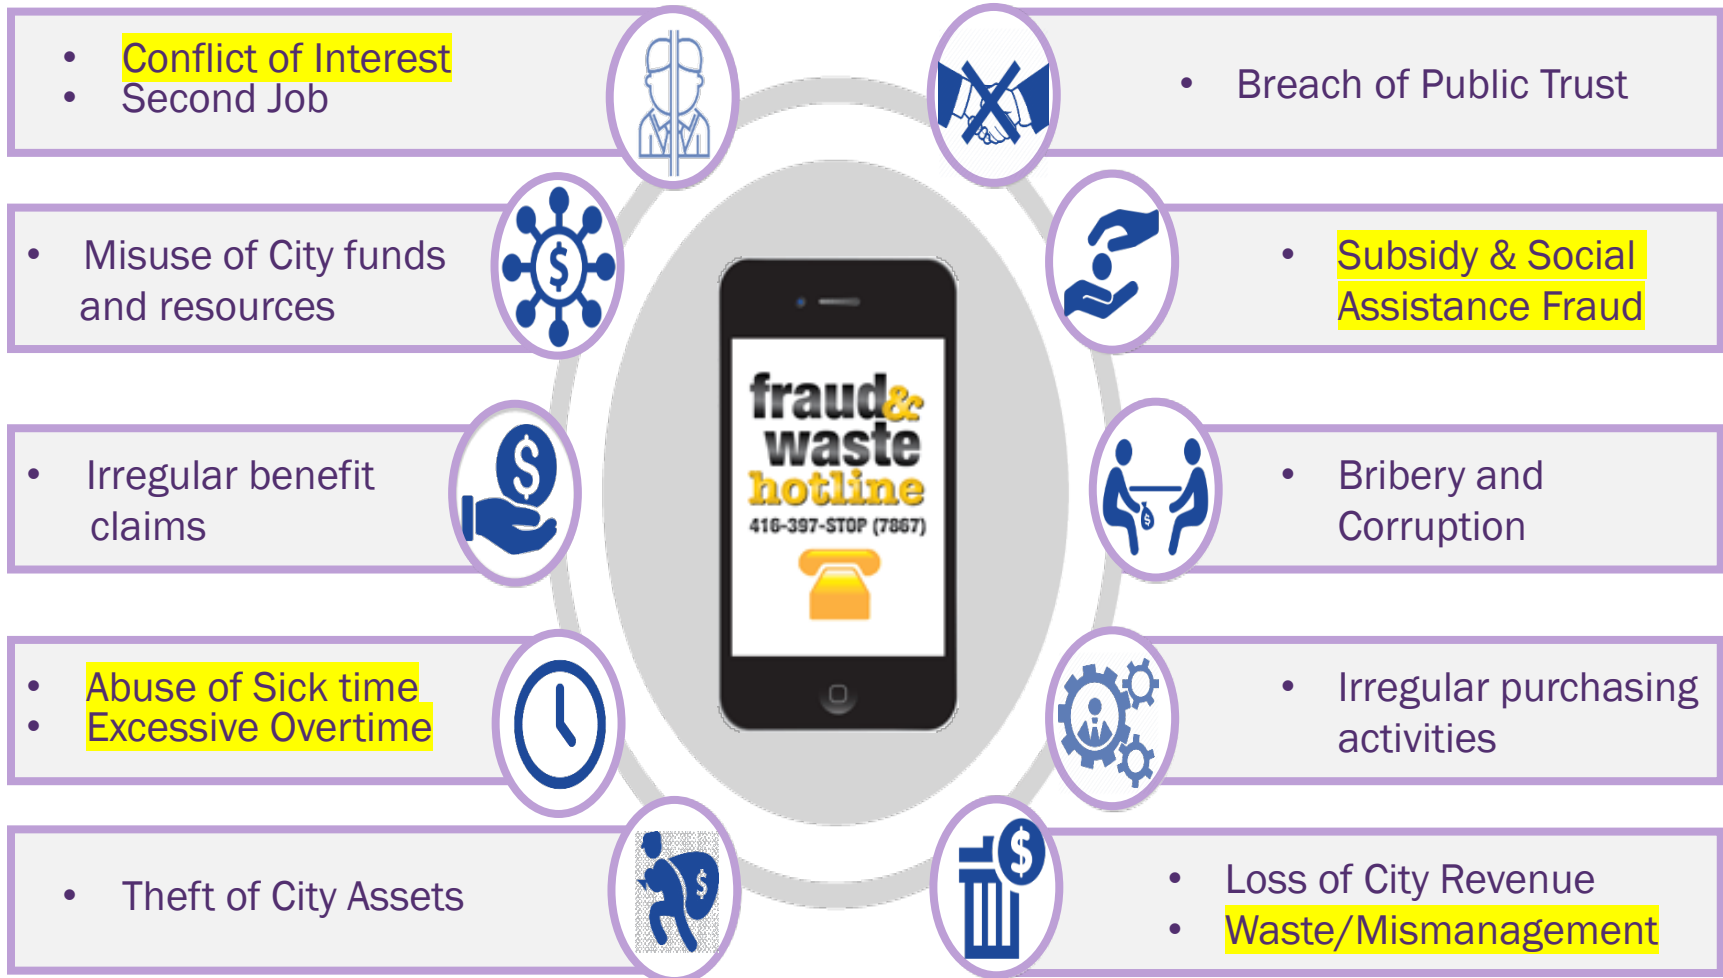 • Conflict of Interest
• Second Job
• Misuse of City funds
and resources
• Irregular benefit
claims
• Abuse of Sick time
• Excessive Overtime
• Theft of City Assets
fraud&
waste
hotline
416-397-STOP (7867)
• Breach of Public Trust
• Subsidy & Social
Assistance Fraud
• Bribery and
Corruption
• Irregular purchasing
activities
• Loss of City Revenue
• Waste/Mismanagement
$
$
$
$
$